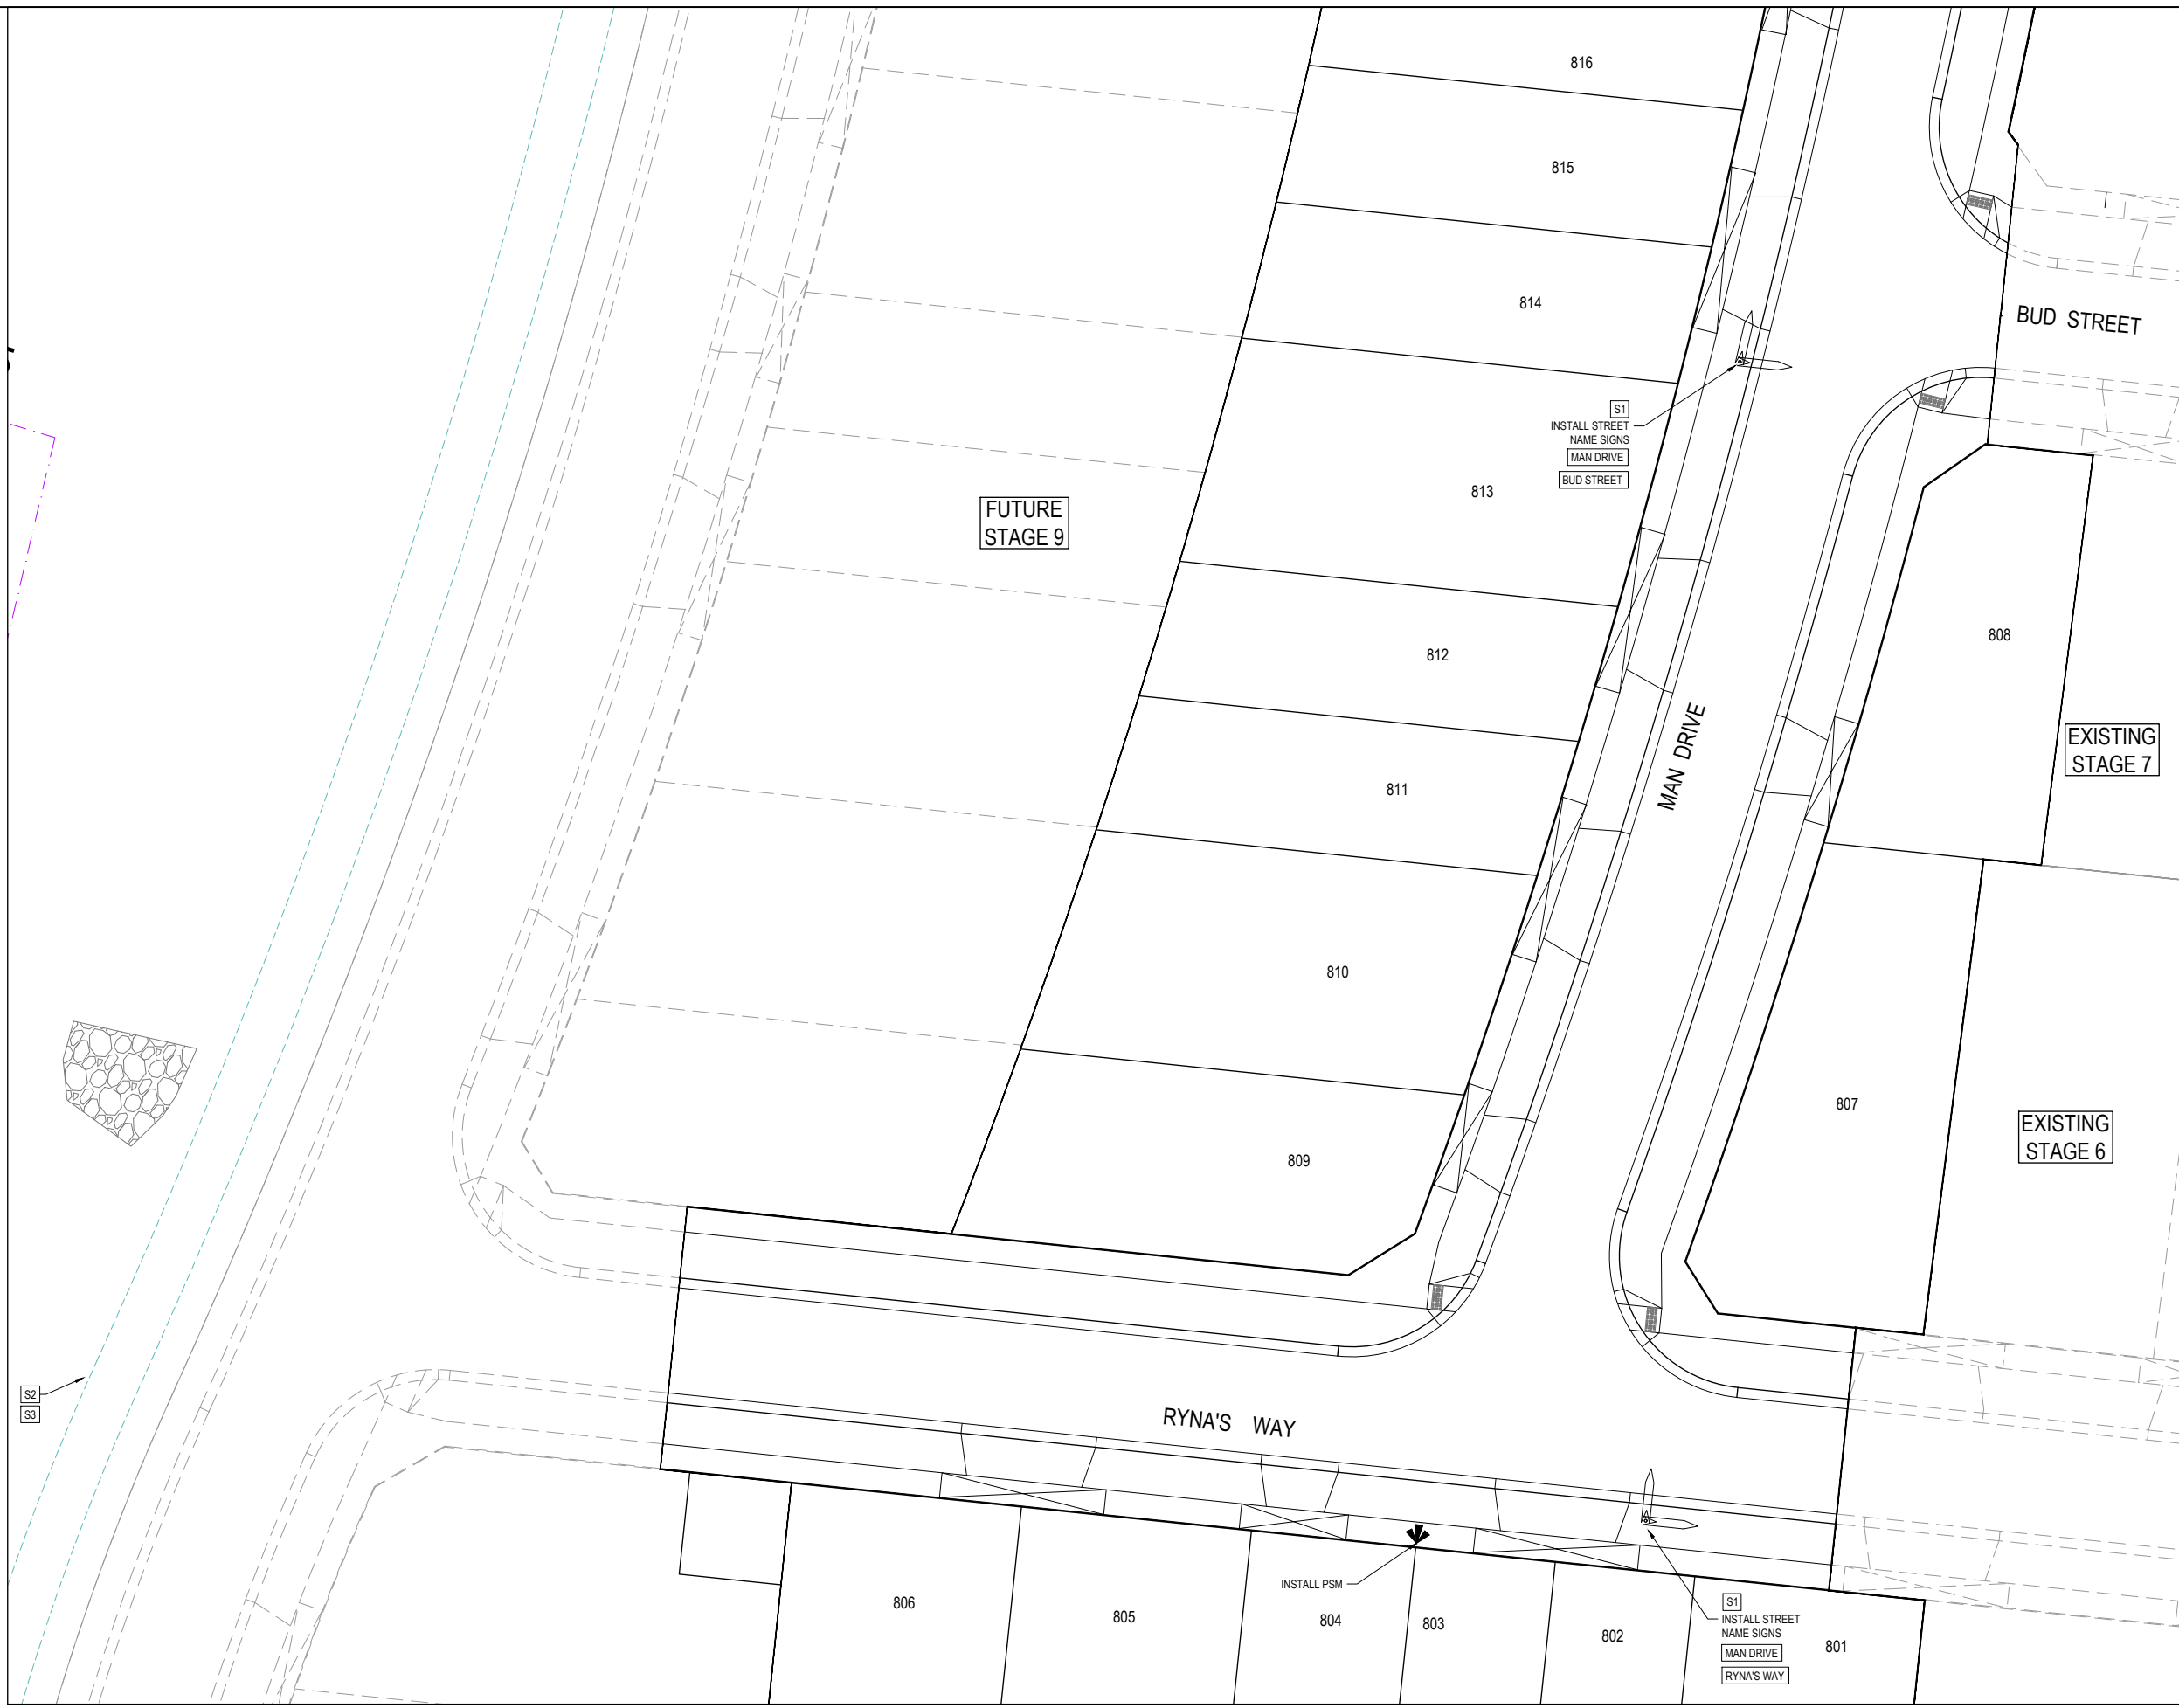 816
815
814
BUD STREET
S1
INSTALL STREET
NAME SIGNS
MAN DRIVE
BUD STREET
813
FUTURE
STAGE 9
812
808
MAN DRIVE
EXISTING
STAGE 7
811
810
807
EXISTING
STAGE 6
809
S2
S3
RYNA'S WAY
INSTALL PSM
806
805
804
803
802
801
S1
INSTALL STREET
NAME SIGNS
MAN DRIVE
RYNA'S WAY